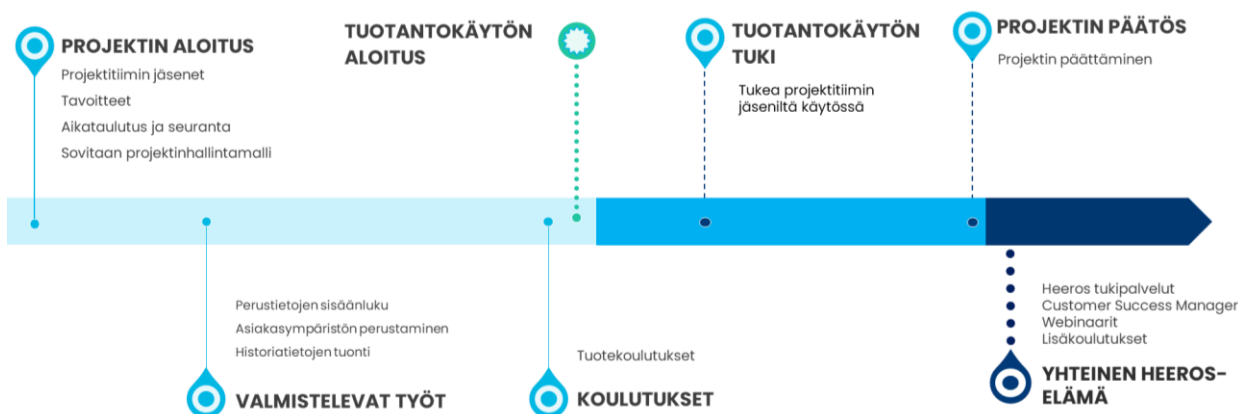 PROJEKTIN ALOITUS
Projektitiimin jäsenet
Tavoitteet
Aikataulutus ja seuranta
Sovitaan projektinhallintamalli
TUOTANTOKÄYTÖN
ALOITUS
TUOTANTOKÄYTÖN
TUKI
Tukea projektitiimin
jäseniltä käytössä
PROJEKTIN PÄÄTÖS
Projektin päättäminen
Perustietojen sisäänluku
Asiakasympäristön perustaminen
Historiatietojen tuonti
VALMISTELEVAT TYÖT
Tuotekoulutukset
KOULUTUKSET
Heeros tukipalvelut
Customer Success Manager
Webinaarit
Lisäkoulutukset
YHTEINEN HEEROS-
ELÄMÄ